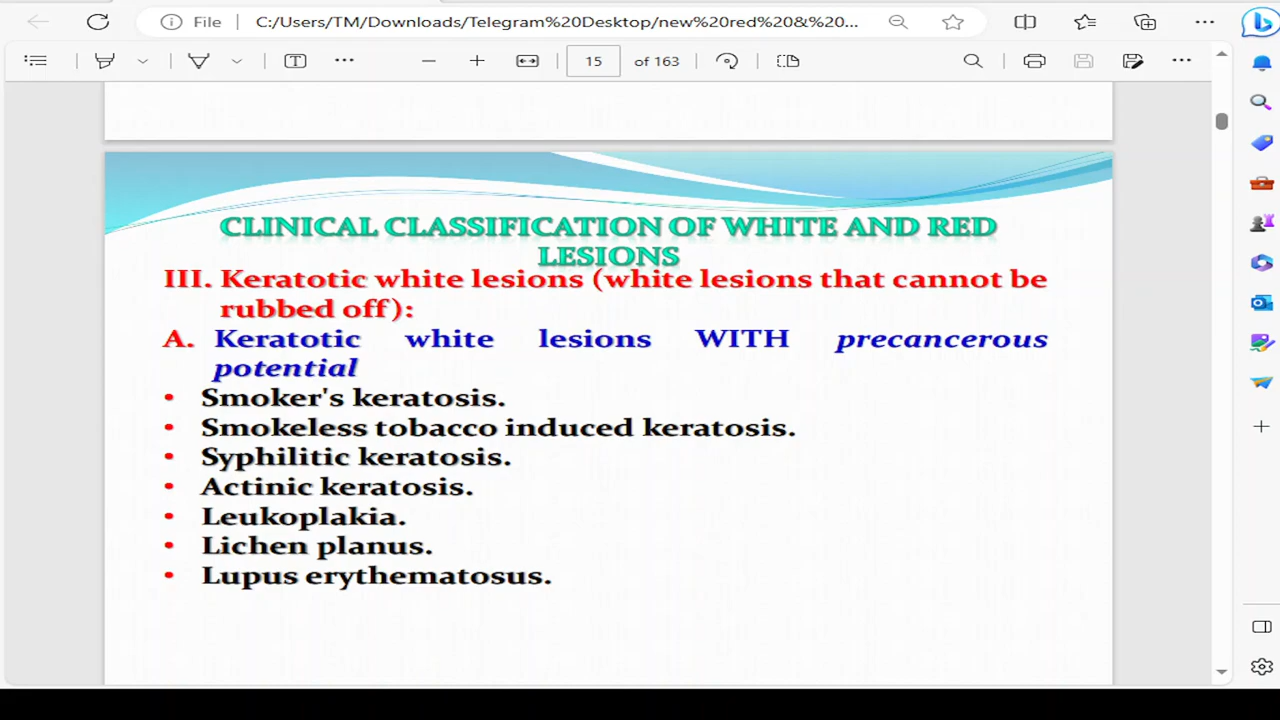 File
C:/Users/TM/Downloads/Telegram%20Desktop/new%20red%20&%20...
15 of 163
CLINICAL CLASSIFICATION OF WHITE AND RED
LESIONS
III. Keratotic white lesions (white lesions that cannot be
rubbed off):
A. Keratotic white lesions WITH precancerous
potential
• Smoker's keratosis.
• Smokeless tobacco induced keratosis.
• Syphilitic keratosis.
• Actinic keratosis.
• Leukoplakia.
• Lichen planus.
• Lupus erythematosus.